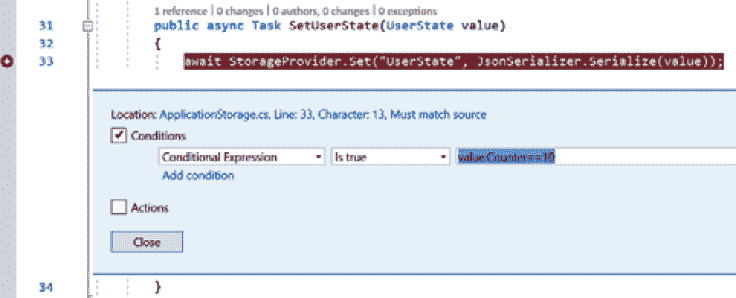 1 reference | 0 changes | 0 authors, 0 changes | 0 exceptions
31 public async Task SetUserState(UserState value)
32 {
33 await StorageProvider.Set("UserState", JsonSerializer.Serialize(value));
Location: ApplicationStorage.cs, Line: 33, Character: 13, Must match source
Conditions
Conditional Expression Is true value.Counter==10
Add condition
Actions
Close
34 }